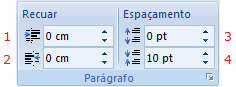 Recuar Espaçamento
1 0 cm 0 pt 3
2 0 cm 10 pt 4
Parágrafo